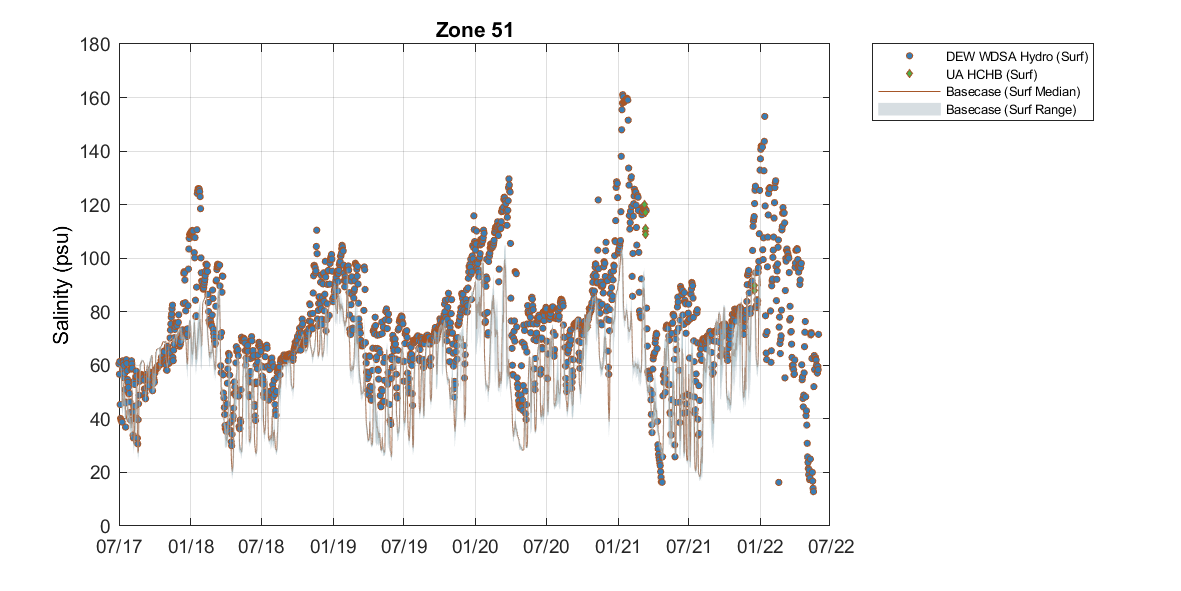 Zone 51
Salinity (psu)
180
160
140
120
100
80
60
40
20
0
07/17 01/18 07/18 01/19 07/19 01/20 07/20 01/21 07/21 01/22 07/22
DEW WDSA Hydro (Surf)
UA HCHB (Surf)
Basecase (Surf Median)
Basecase (Surf Range)